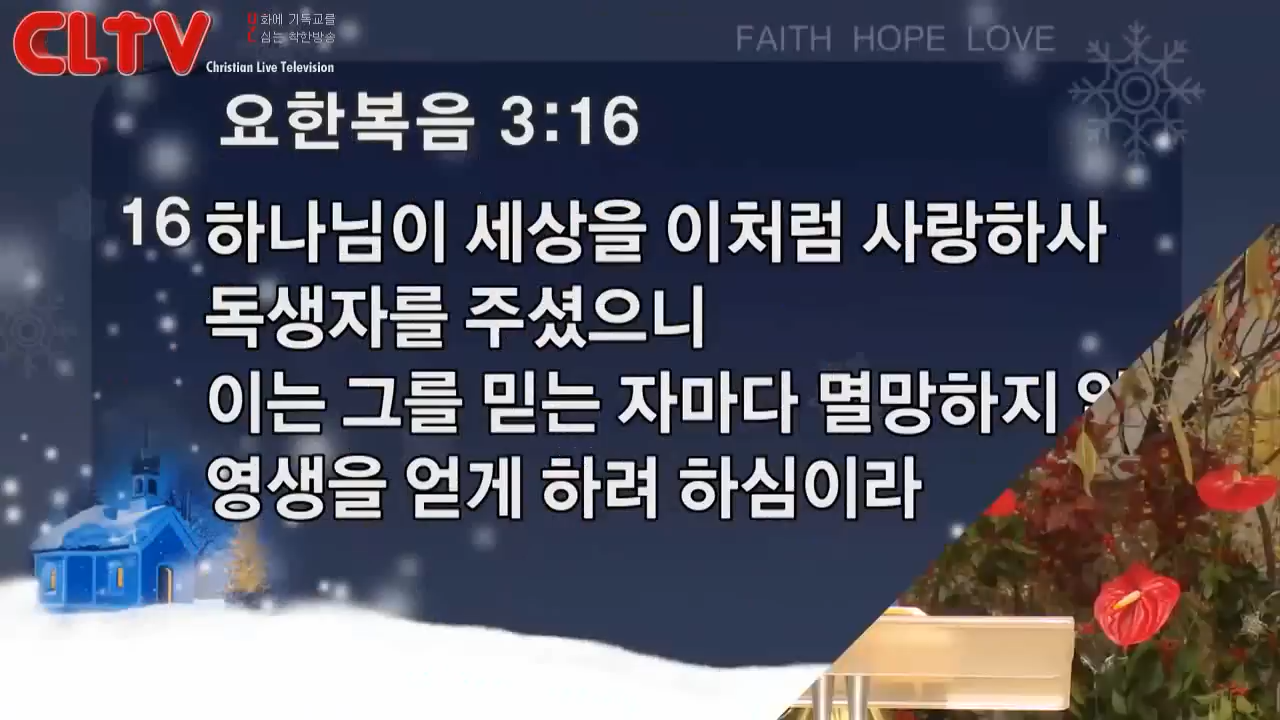 CLTV
화에 기독교를
심는 착한방송
Christian Live Television
FAITH HOPE LOVE
요한복음 3:16
16 하나님이 세상을 이처럼 사랑하사
독생자를 주셨으니
이는 그를 믿는 자마다 멸망하지
영생을 얻게 하려 하심이라